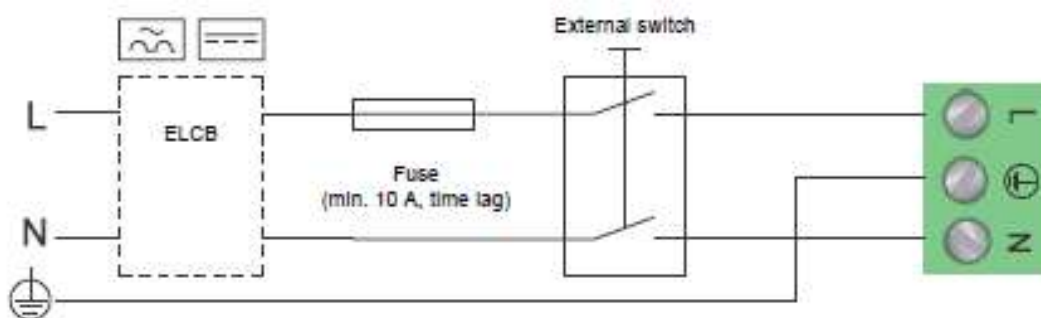 External switch
L
ELCB
Fuse
(min. 10 A, time lag)
N
L
N